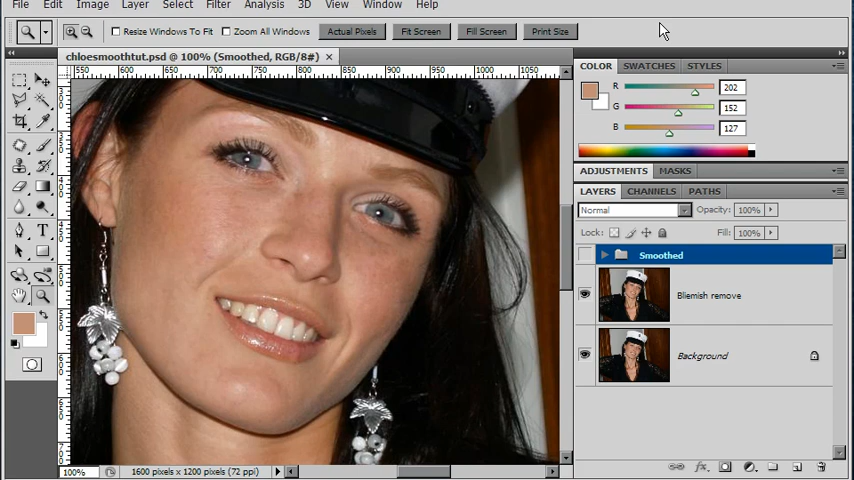 File Edit Image Layer Select Filter Analysis 3D View Window Help
Resize Windows To Fit Zoom All Windows Actual Pixels Fit Screen Fill Screen Print Size
chloesmoothtut.psd @ 100% (Smoothed, RGB/8#) ×
550 600 650 700 750 800 850 900 950 1000 1050
COLOR SWATCHES STYLES
R 202
G 152
B 127
ADJUSTMENTS MASKS
LAYERS CHANNELS PATHS
Normal Opacity: 100%
Lock: Fill: 100%
Smoothed
Blemish remove
Background
100% 1600 pixels x 1200 pixels (72 ppi)